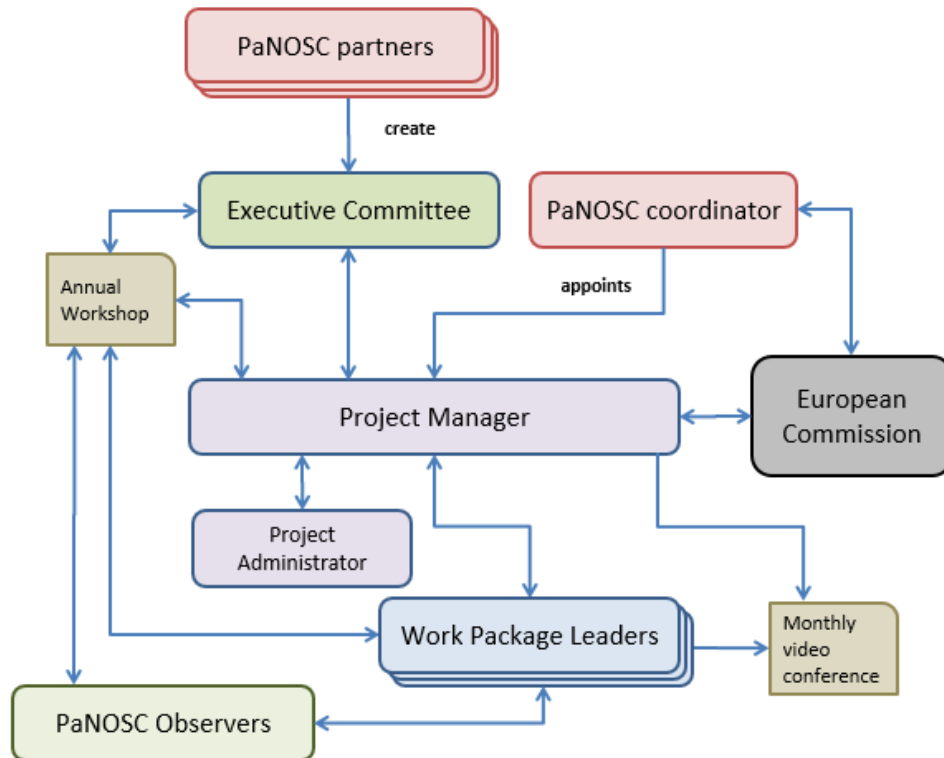 PaNOSC partners
create
Executive Committee
PaNOSC coordinator
Annual
Workshop
appoints
Project Manager
European
Commission
Project
Administrator
Work Package Leaders
Monthly
video
conference
PaNOSC Observers